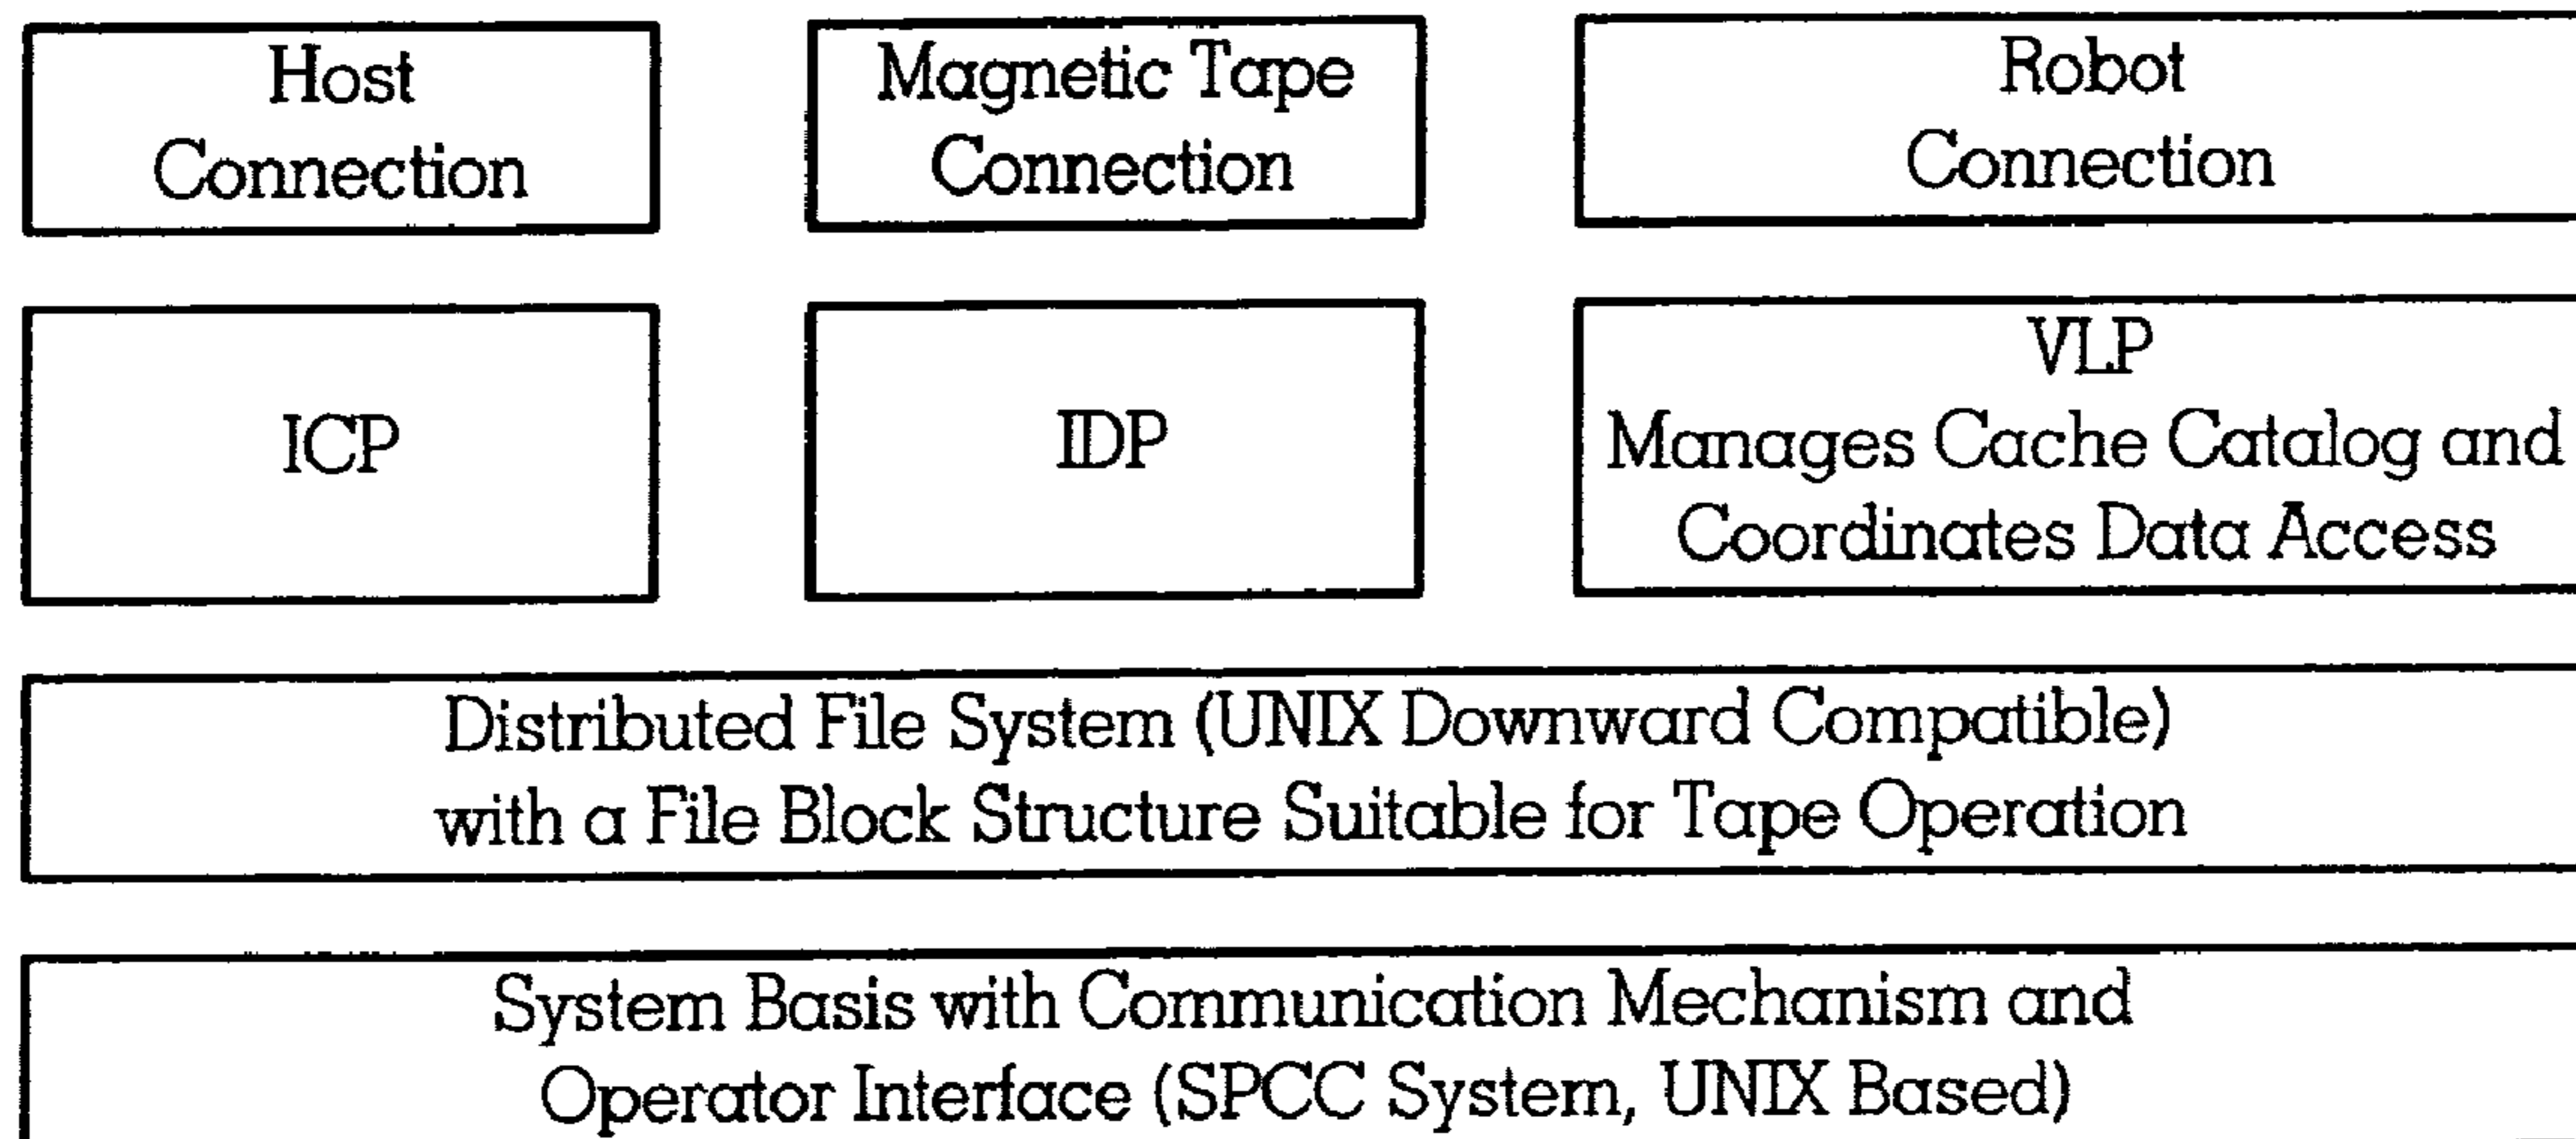 Host
Connection
Magnetic Tape
Connection
Robot
Connection
ICP
IDP
VLP
Manages Cache Catalog and
Coordinates Data Access
Distributed File System (UNIX Downward Compatible)
with a File Block Structure Suitable for Tape Operation
System Basis with Communication Mechanism and
Operator Interface (SPCC System, UNIX Based)